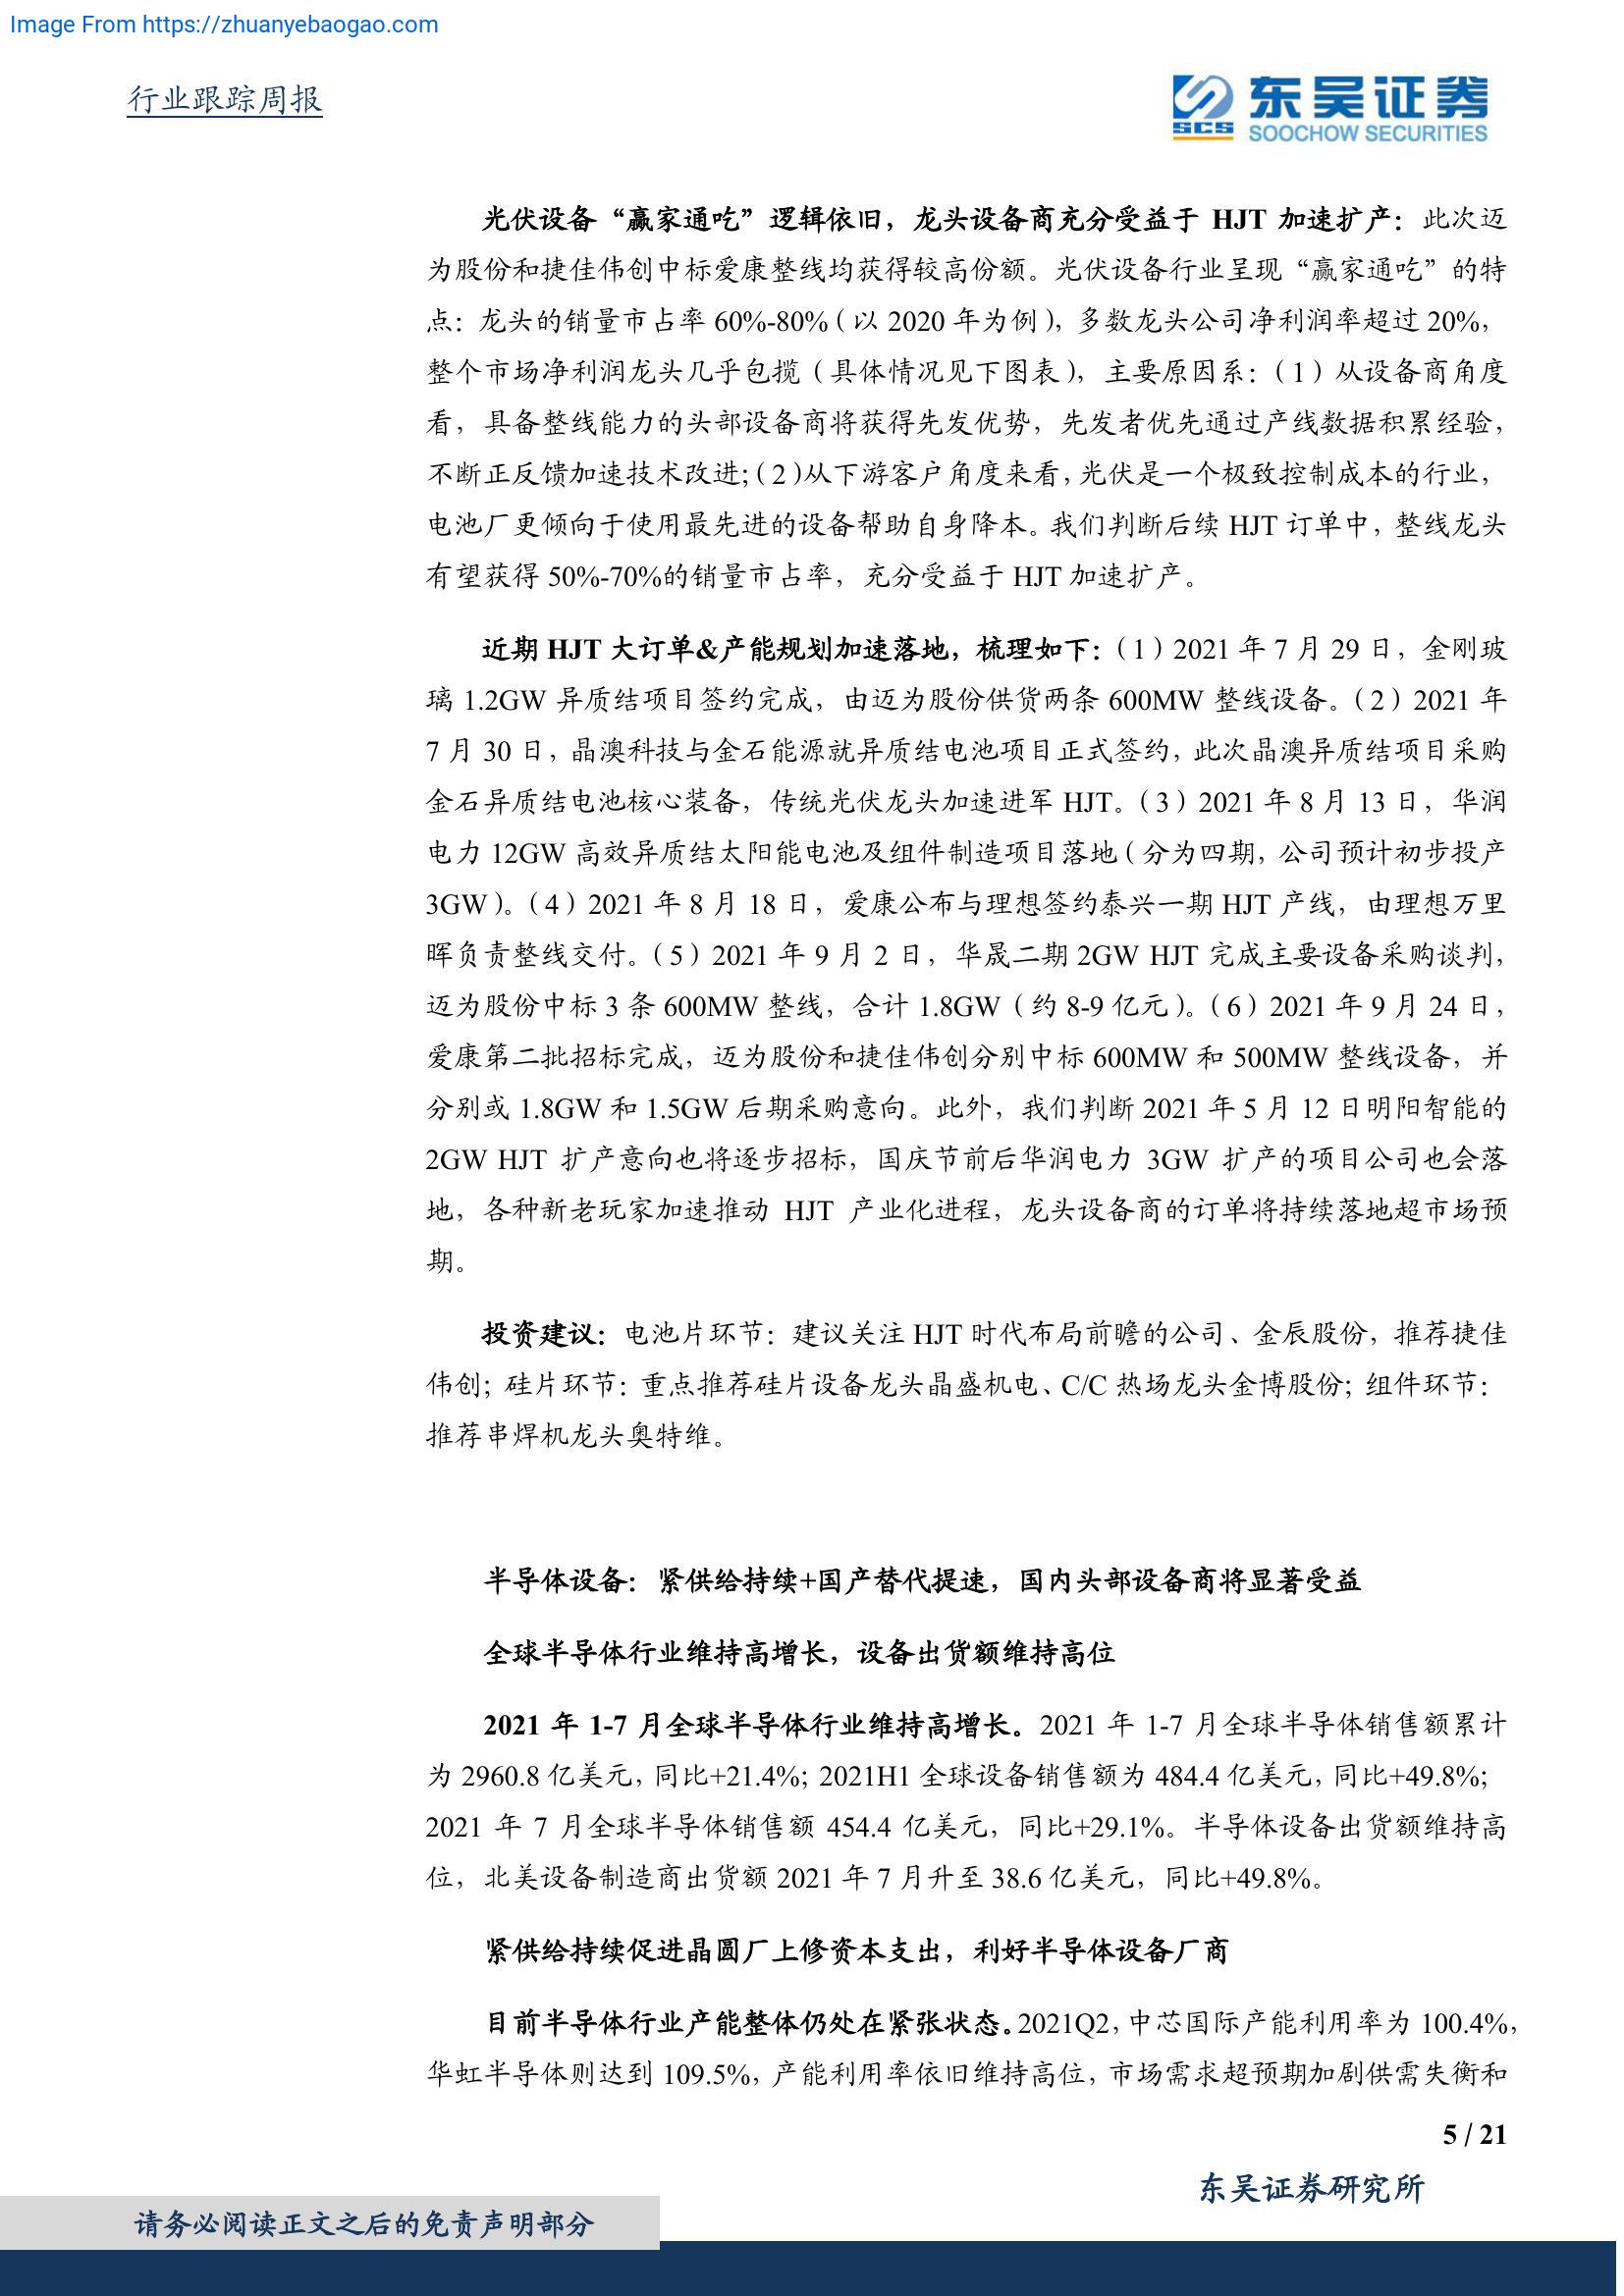 Image From https://zhuanyebaogao.com
行业跟踪周报
SCS
东吴证券
SOOCHOW SECURITIES
光伏设备“赢家通吃”逻辑依旧，龙头设备商充分受益于 HJT 加速扩产：此次迈
为股份和捷佳伟创中标爱康整线均获得较高份额。光伏设备行业呈现“赢家通吃”的特
点：龙头的销量市占率 60%-80%（以 2020 年为例），多数龙头公司净利润率超过 20%，
整个市场净利润龙头几乎包揽（具体情况见下图表），主要原因系：（1）从设备商角度
看，具备整线能力的头部设备商将获得先发优势，先发者优先通过产线数据积累经验，
不断正反馈加速技术改进；（2）从下游客户角度来看，光伏是一个极致控制成本的行业，
电池厂更倾向于使用最先进的设备帮助自身降本。我们判断后续 HJT 订单中，整线龙头
有望获得 50%-70%的销量市占率，充分受益于 HJT 加速扩产。
近期 HJT 大订单&产能规划加速落地，梳理如下：（1）2021 年 7 月 29 日，金刚玻
璃 1.2GW 异质结项目签约完成，由迈为股份供货两条 600MW 整线设备。（2）2021 年
7 月 30 日，晶澳科技与金石能源就异质结电池项目正式签约，此次晶澳异质结项目采购
金石异质结电池核心装备，传统光伏龙头加速进军 HJT。（3）2021 年 8 月 13 日，华润
电力 12GW 高效异质结太阳能电池及组件制造项目落地（分为四期，公司预计初步投产
3GW）。（4）2021 年 8 月 18 日，爱康公布与理想签约泰兴一期 HJT 产线，由理想万里
晖负责整线交付。（5）2021 年 9 月 2 日，华晟二期 2GW HJT 完成主要设备采购谈判，
迈为股份中标 3 条 600MW 整线，合计 1.8GW（约 8-9 亿元）。（6）2021 年 9 月 24 日，
爱康第二批招标完成，迈为股份和捷佳伟创分别中标 600MW 和 500MW 整线设备，并
分别或 1.8GW 和 1.5GW 后期采购意向。此外，我们判断 2021 年 5 月 12 日明阳智能的
2GW HJT 扩产意向也将逐步招标，国庆节前后华润电力 3GW 扩产的项目公司也会落
地，各种新老玩家加速推动 HJT 产业化进程，龙头设备商的订单将持续落地超市场预
期。
投资建议：电池片环节：建议关注 HJT 时代布局前瞻的公司、金辰股份，推荐捷佳
伟创；硅片环节：重点推荐硅片设备龙头晶盛机电、C/C 热场龙头金博股份；组件环节：
推荐串焊机龙头奥特维。
半导体设备：紧供给持续+国产替代提速，国内头部设备商将显著受益
全球半导体行业维持高增长，设备出货额维持高位
2021 年 1-7 月全球半导体行业维持高增长。2021 年 1-7 月全球半导体销售额累计
为 2960.8 亿美元，同比+21.4%；2021H1 全球设备销售额为 484.4 亿美元，同比+49.8%；
2021 年 7 月全球半导体销售额 454.4 亿美元，同比+29.1%。半导体设备出货额维持高
位，北美设备制造商出货额 2021 年 7 月升至 38.6 亿美元，同比+49.8%。
紧供给持续促进晶圆厂上修资本支出，利好半导体设备厂商
目前半导体行业产能整体仍处在紧张状态。2021Q2，中芯国际产能利用率为 100.4%，
华虹半导体则达到 109.5%，产能利用率依旧维持高位，市场需求超预期加剧供需失衡和
5 / 21
东吴证券研究所
请务必阅读正文之后的免责声明部分